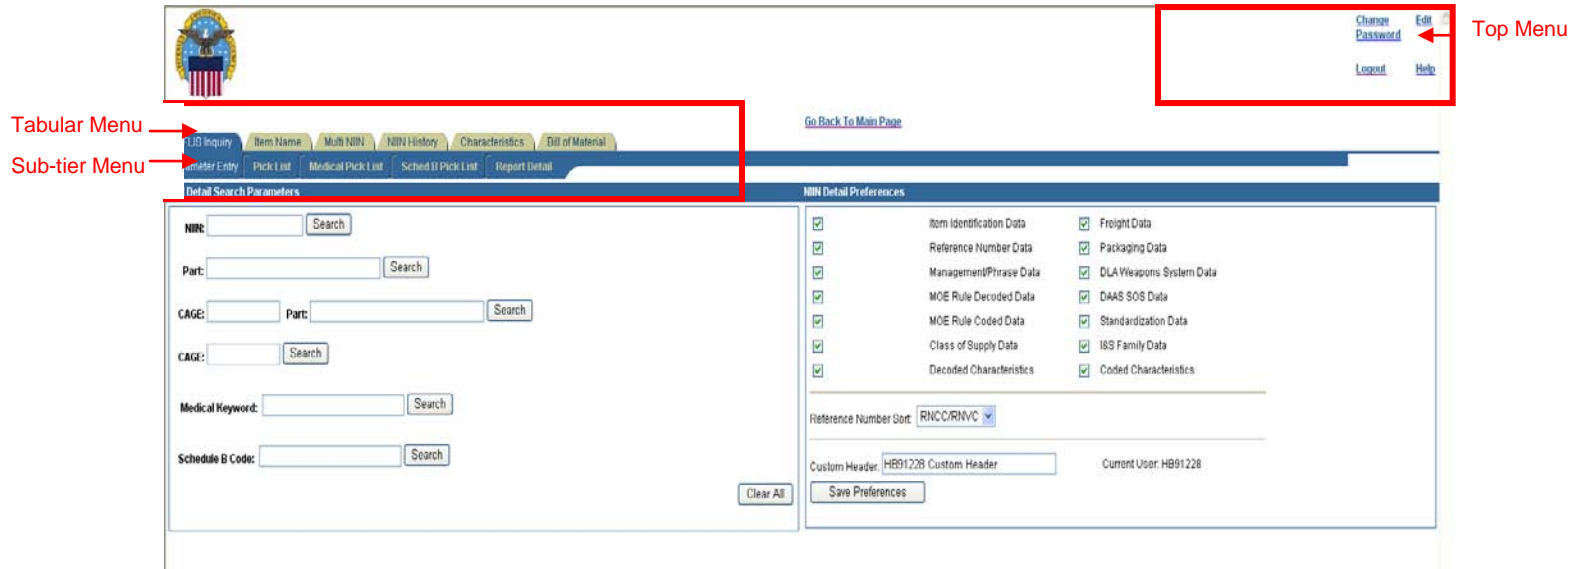 Change Edit
Password
Top Menu
Logout Help
Tabular Menu
Go Back To Main Page
FLIS Inquiry Item Name Multi NIIN NIIN History Characteristics Bill of Material
Sub-tier Menu
ameter Entry Pick List Medical Pick List Sched B Pick List Report Detail
Detail Search Parameters NIIN Detail Preferences
NIIN: Search
Item Identification Data Freight Data
Reference Number Data Packaging Data
Part: Search
Management/Phrase Data DLA Weapons System Data
MOE Rule Decoded Data DAAS SOS Data
CAGE: Part: Search
MOE Rule Coded Data Standardization Data
CAGE: Search
Class of Supply Data I&S Family Data
Decoded Characteristics Coded Characteristics
Medical Keyword: Search
Reference Number Sort: RNCC/RNVC
Schedule B Code: Search
Custom Header: HB91228 Custom Header Current User: HB91228
Clear All Save Preferences